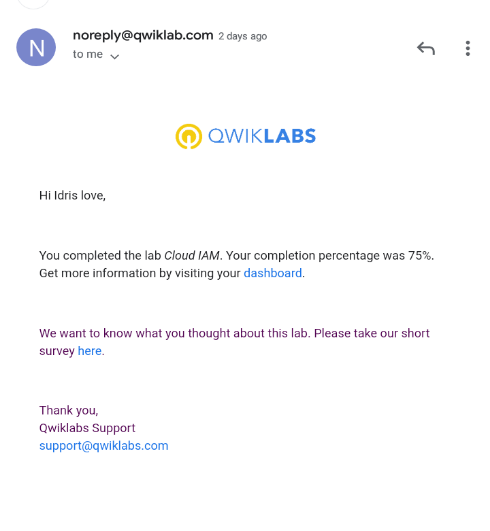 N
noreply@qwiklab.com 2 days ago
to me
QWIKLABS
Hi Idris love,
You completed the lab Cloud IAM. Your completion percentage was 75%.
Get more information by visiting your dashboard.
We want to know what you thought about this lab. Please take our short
survey here.
Thank you,
Qwiklabs Support
support@qwiklabs.com